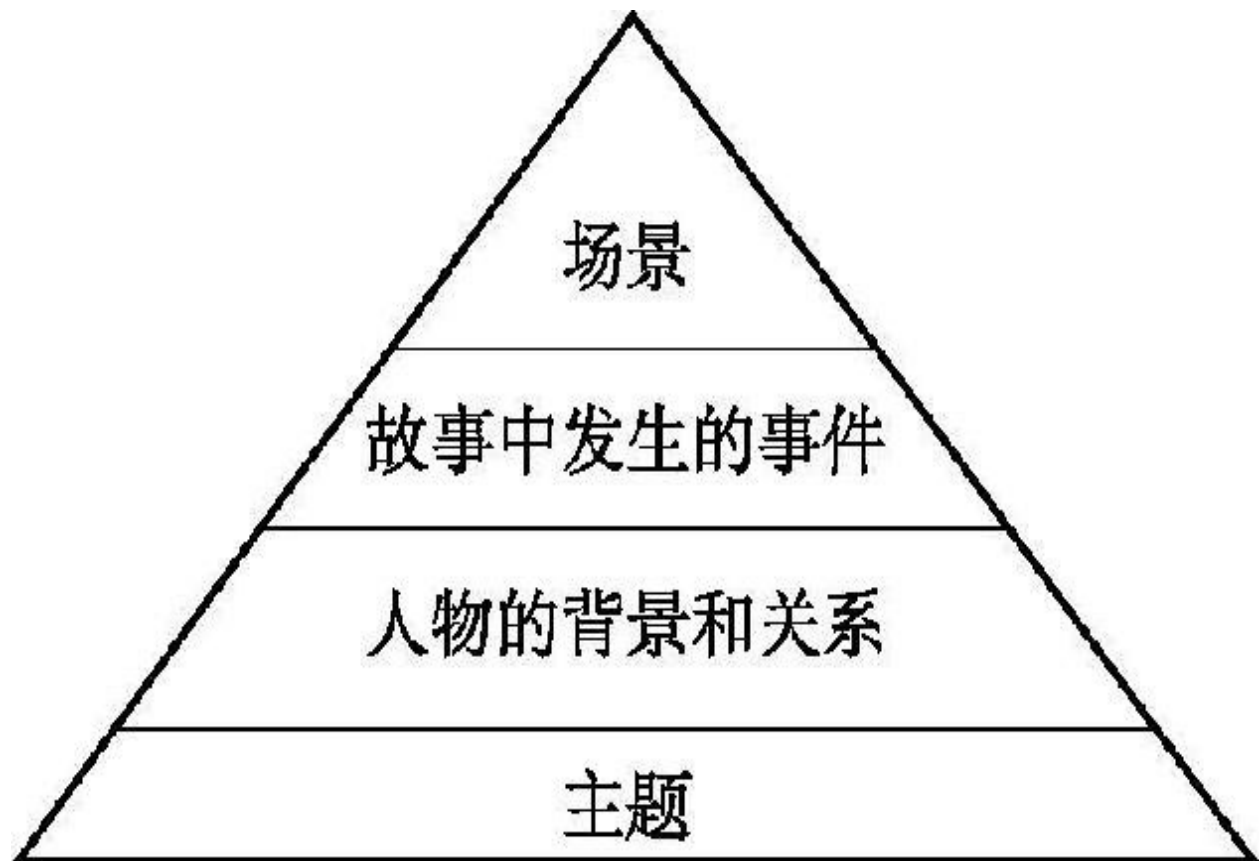 场景
故事中发生的事件
人物的背景和关系
主题